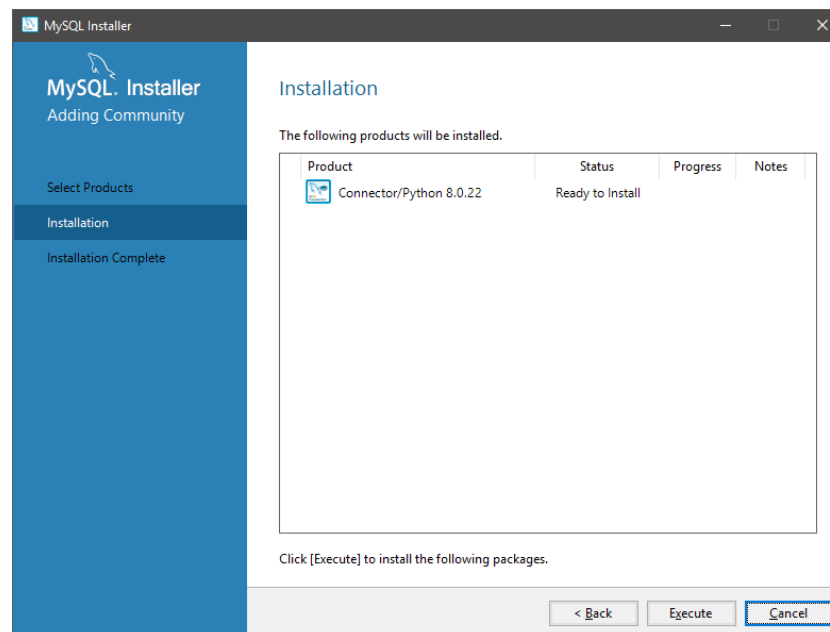 MySQL Installer
MySQL. Installer
Adding Community
Select Products
Installation
Installation Complete
Installation
The following products will be installed.
Product Status Progress Notes
Connector/Python 8.0.22 Ready to Install
Click [Execute] to install the following packages.
< Back Execute Cancel